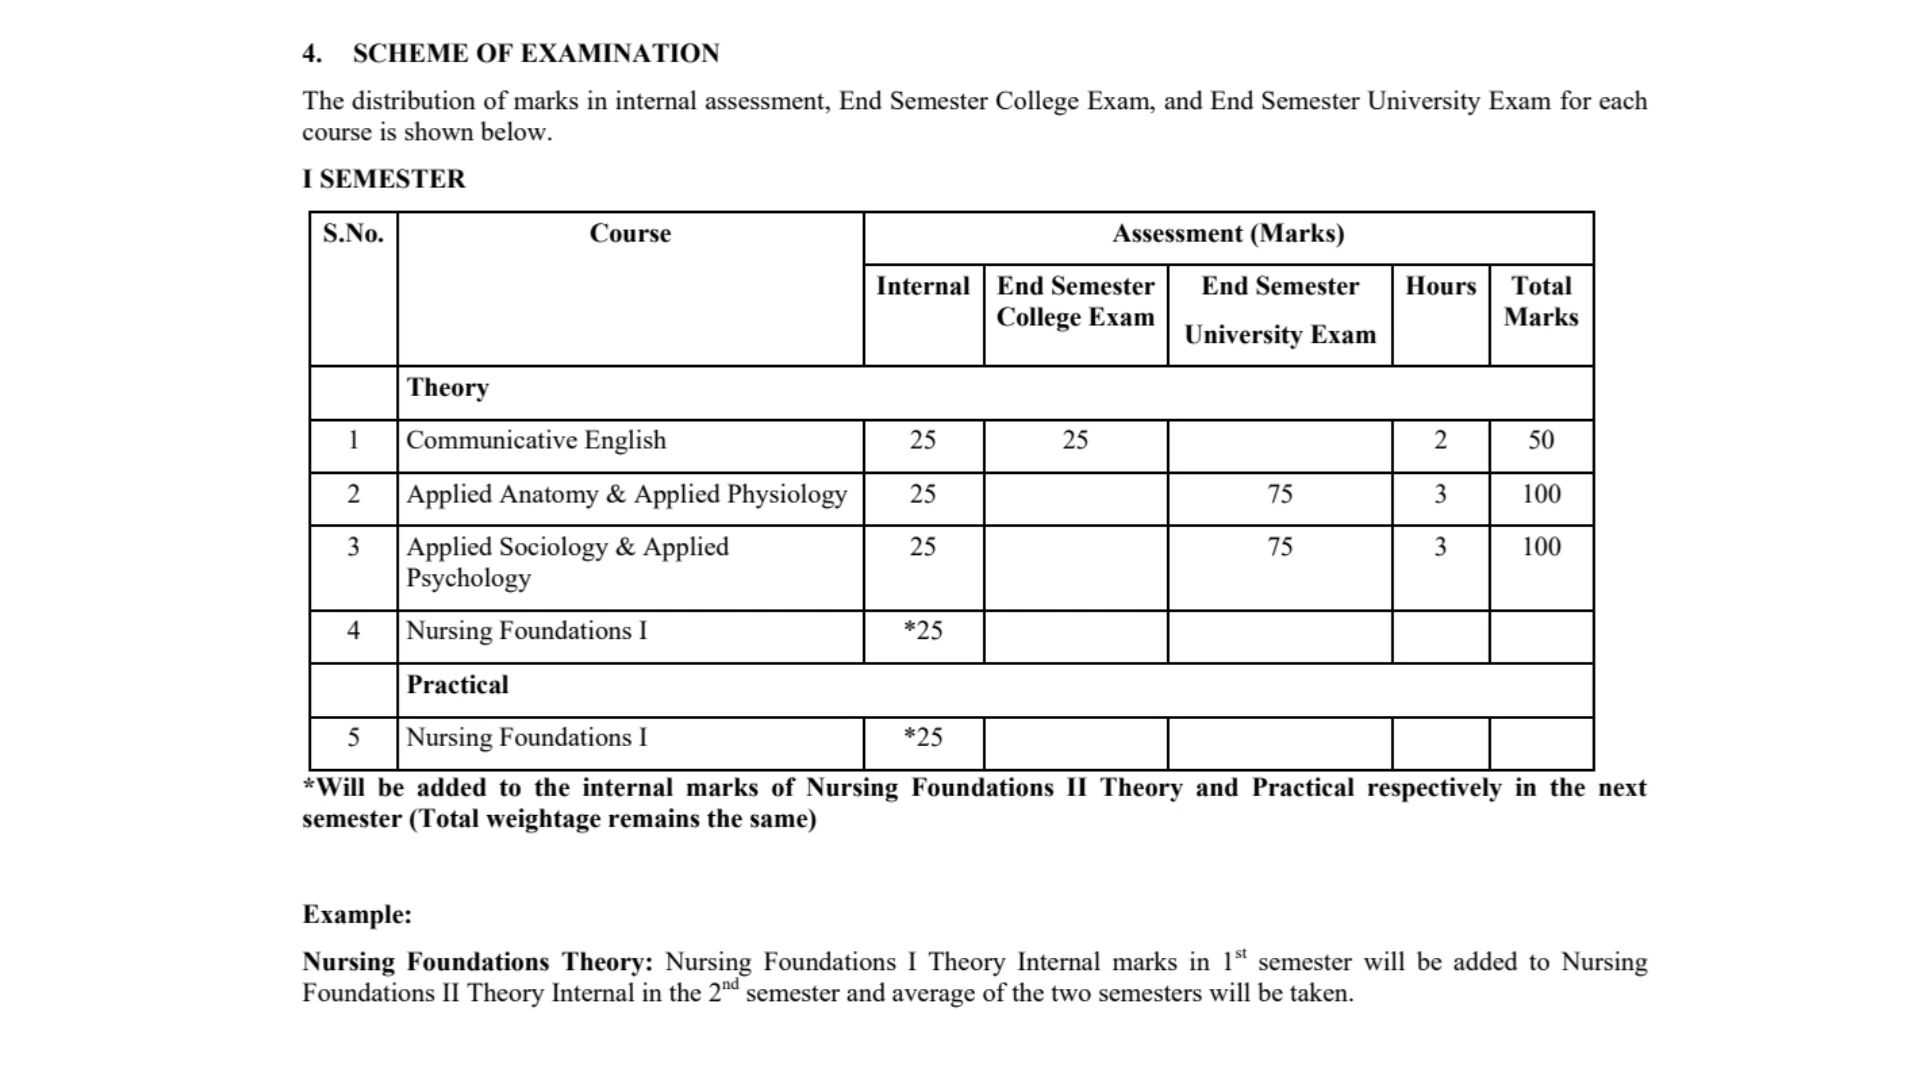 4. SCHEME OF EXAMINATION
The distribution of marks in internal assessment, End Semester College Exam, and End Semester University Exam for each
course is shown below.
I SEMESTER
S.No. Course Assessment (Marks)
Internal End Semester College Exam End Semester University Exam Hours Total Marks
Theory
1 Communicative English 25 25 2 50
2 Applied Anatomy & Applied Physiology 25 75 3 100
3 Applied Sociology & Applied Psychology 25 75 3 100
4 Nursing Foundations I *25
Practical
5 Nursing Foundations I *25
*Will be added to the internal marks of Nursing Foundations II Theory and Practical respectively in the next
semester (Total weightage remains the same)
Example:
Nursing Foundations Theory: Nursing Foundations I Theory Internal marks in 1st semester will be added to Nursing
Foundations II Theory Internal in the 2nd semester and average of the two semesters will be taken.